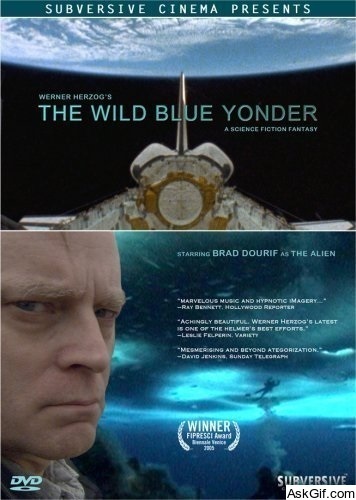 SUBVERSIVE CINEMA PRESENTS
WERNER HERZOG'S
THE WILD BLUE YONDER
A SCIENCE FICTION FANTASY
STARRING BRAD DOURIF AS THE ALIEN
"MARVELOUS MUSIC AND HYPNOTIC IMAGERY..."
—RAY BENNETT, HOLLYWOOD REPORTER
"ACHINGLY BEAUTIFUL, WERNER HERZOG'S LATEST
IS ONE OF THE HELMER'S BEST EFFORTS."
—LESLIE FELPERIN, VARIETY
"MESMERISING AND BEYOND ATEGORIZATION."
—DAVID JENKINS, SUNDAY TELEGRAPH
WINNER
FIPRESCI Award
Biennale Venice
2005
DVD
SUBVERSIVE
AskGif.com